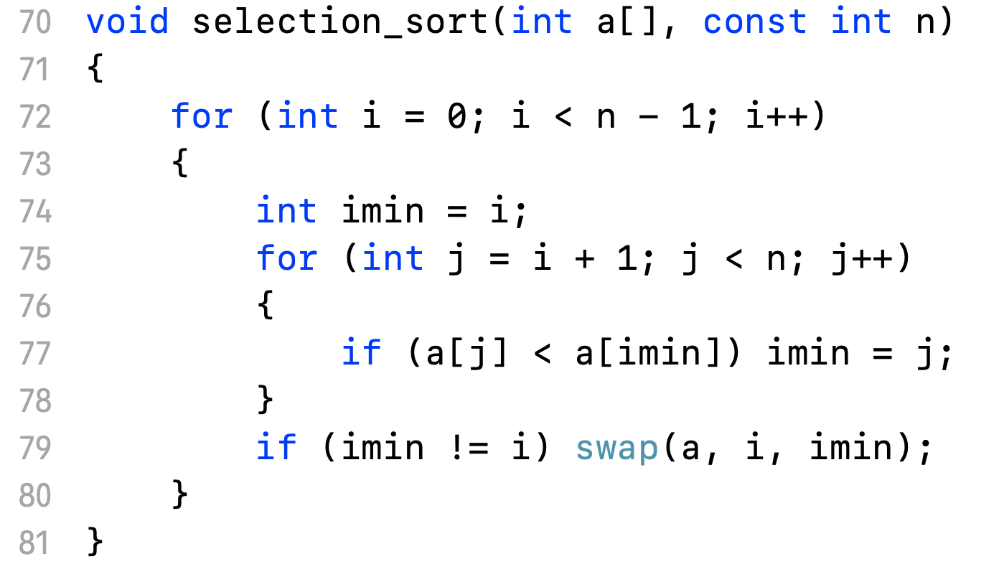 70 void selection_sort(int a[], const int n)
71 {
72     for (int i = 0; i < n - 1; i++)
73     {
74         int imin = i;
75         for (int j = i + 1; j < n; j++)
76         {
77             if (a[j] < a[imin]) imin = j;
78         }
79         if (imin != i) swap(a, i, imin);
80     }
81 }